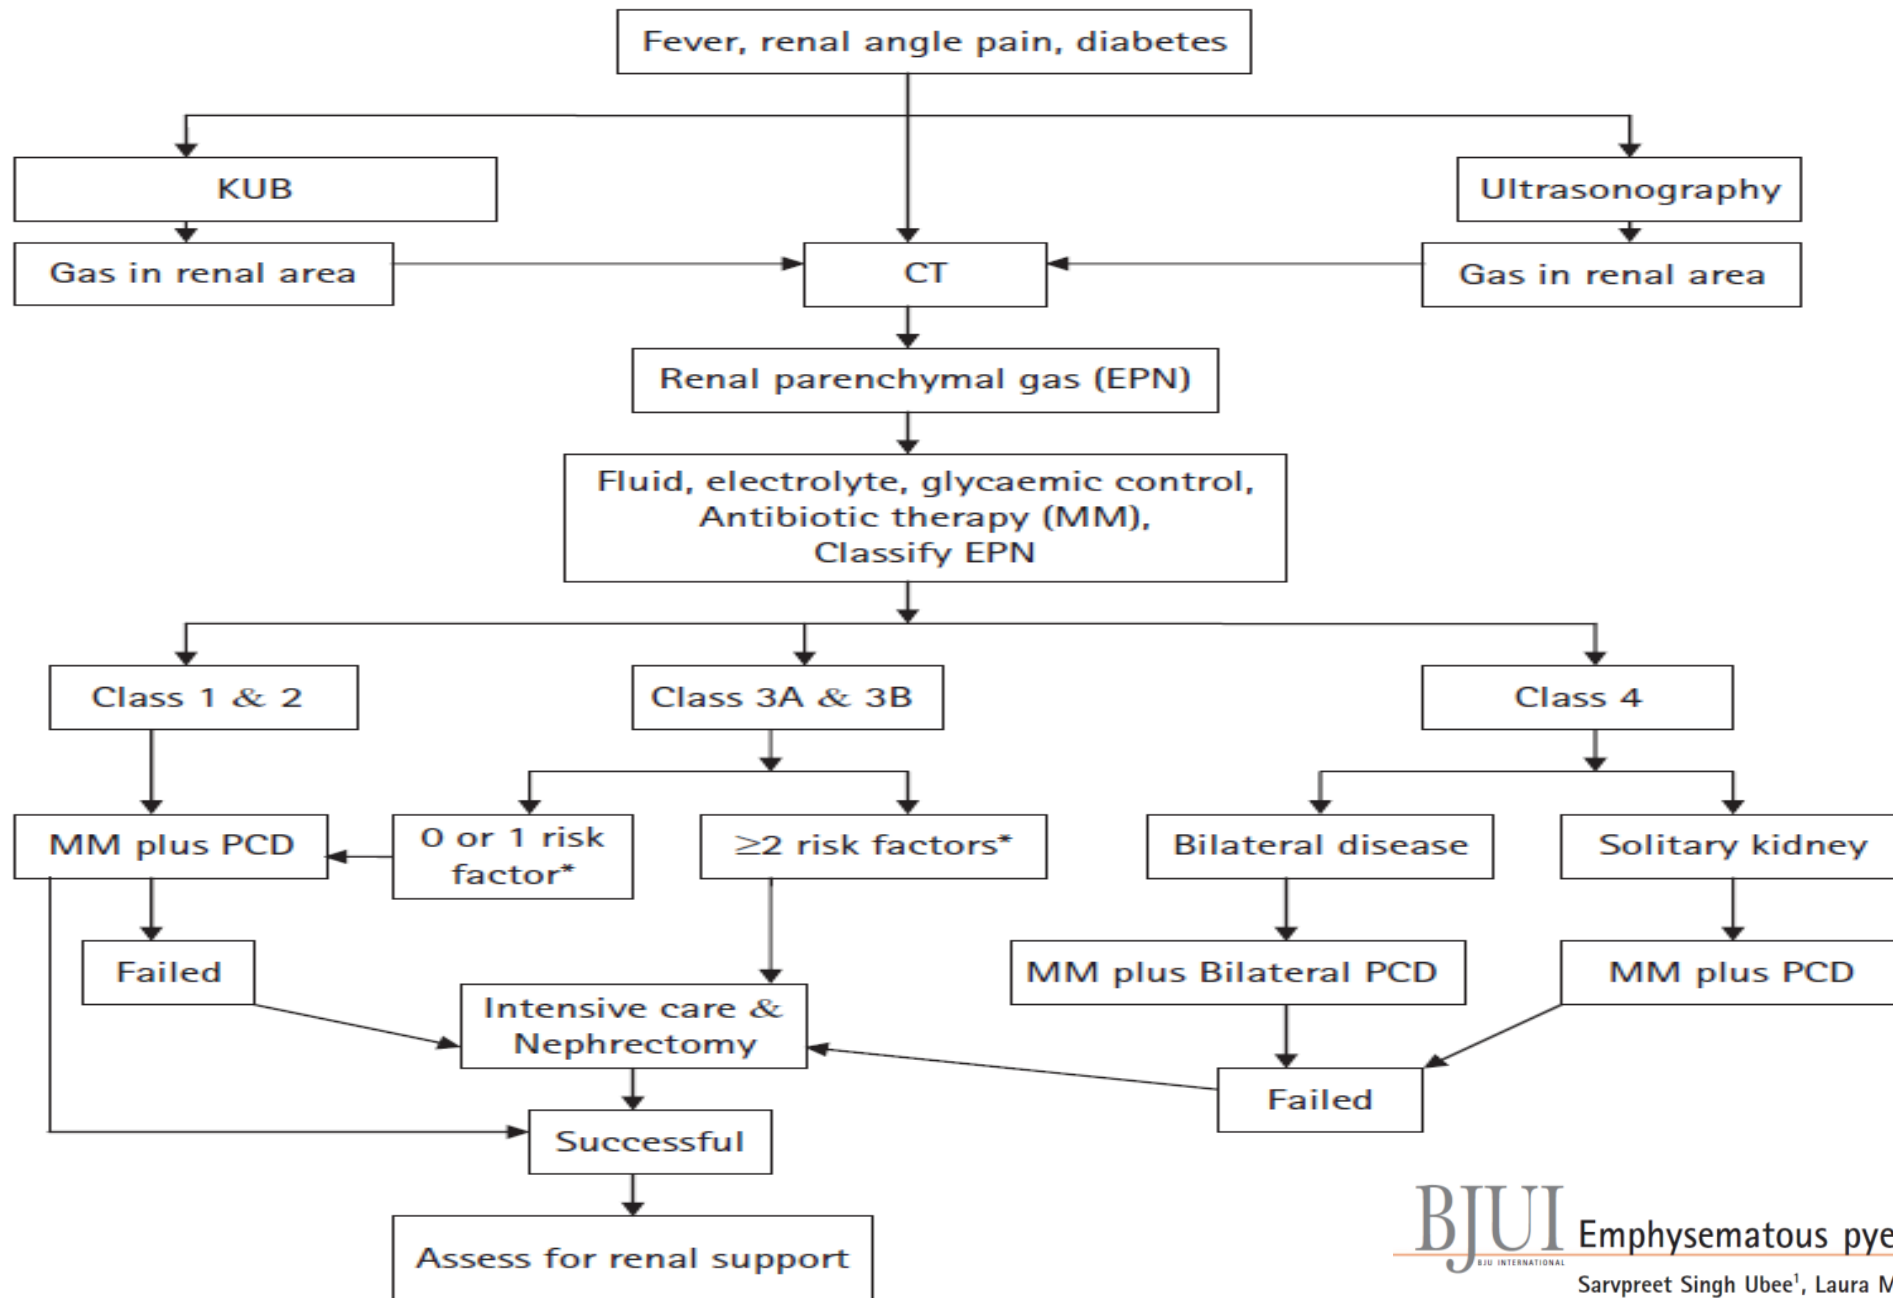 Fever, renal angle pain, diabetes
KUB
Ultrasonography
Gas in renal area
CT
Gas in renal area
Renal parenchymal gas (EPN)
Fluid, electrolyte, glycaemic control,
Antibiotic therapy (MM),
Classify EPN
Class 1 & 2
Class 3A & 3B
Class 4
MM plus PCD
0 or 1 risk
factor*
≥2 risk factors*
Bilateral disease
Solitary kidney
Failed
MM plus Bilateral PCD
MM plus PCD
Intensive care &
Nephrectomy
Failed
Successful
Assess for renal support
BJUI
BJU INTERNATIONAL
Emphysematous pye
Sarvpreet Singh Ubee¹, Laura M